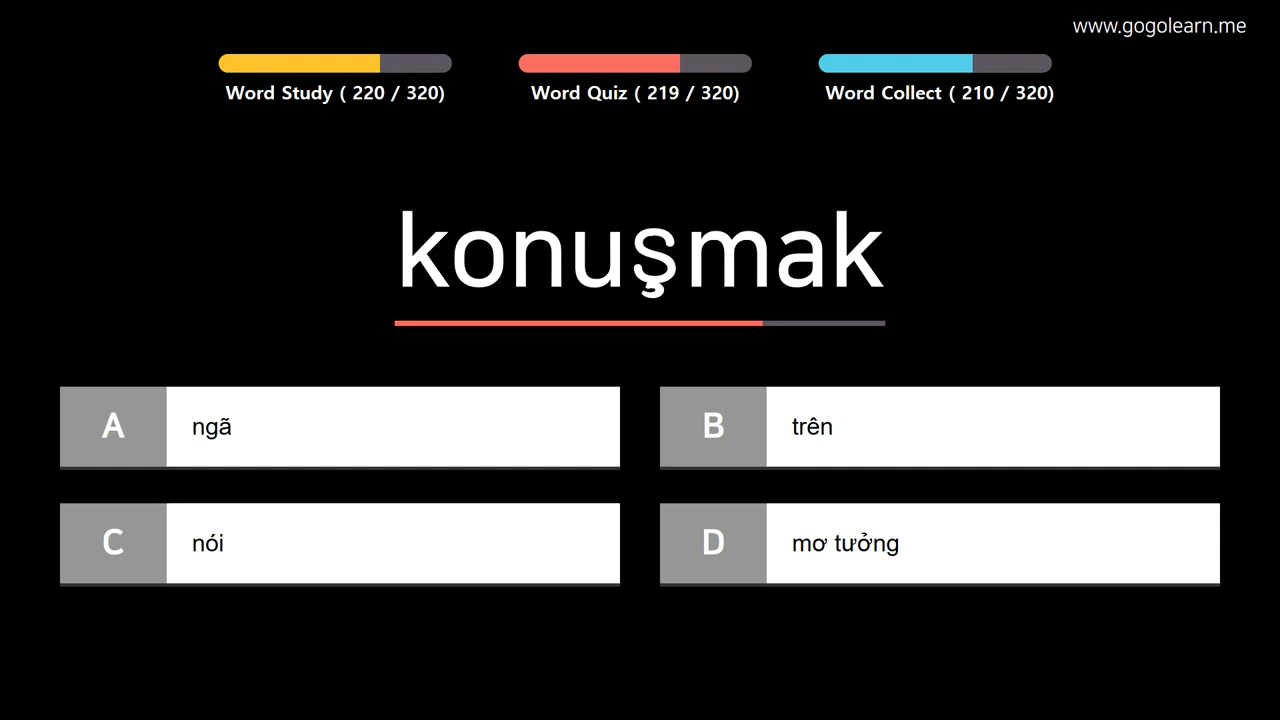 www.gogolearn.me
Word Study ( 220 / 320)
Word Quiz ( 219 / 320)
Word Collect ( 210 / 320)
konuşmak
A
ngã
B
trên
C
nói
D
mơ tưởng